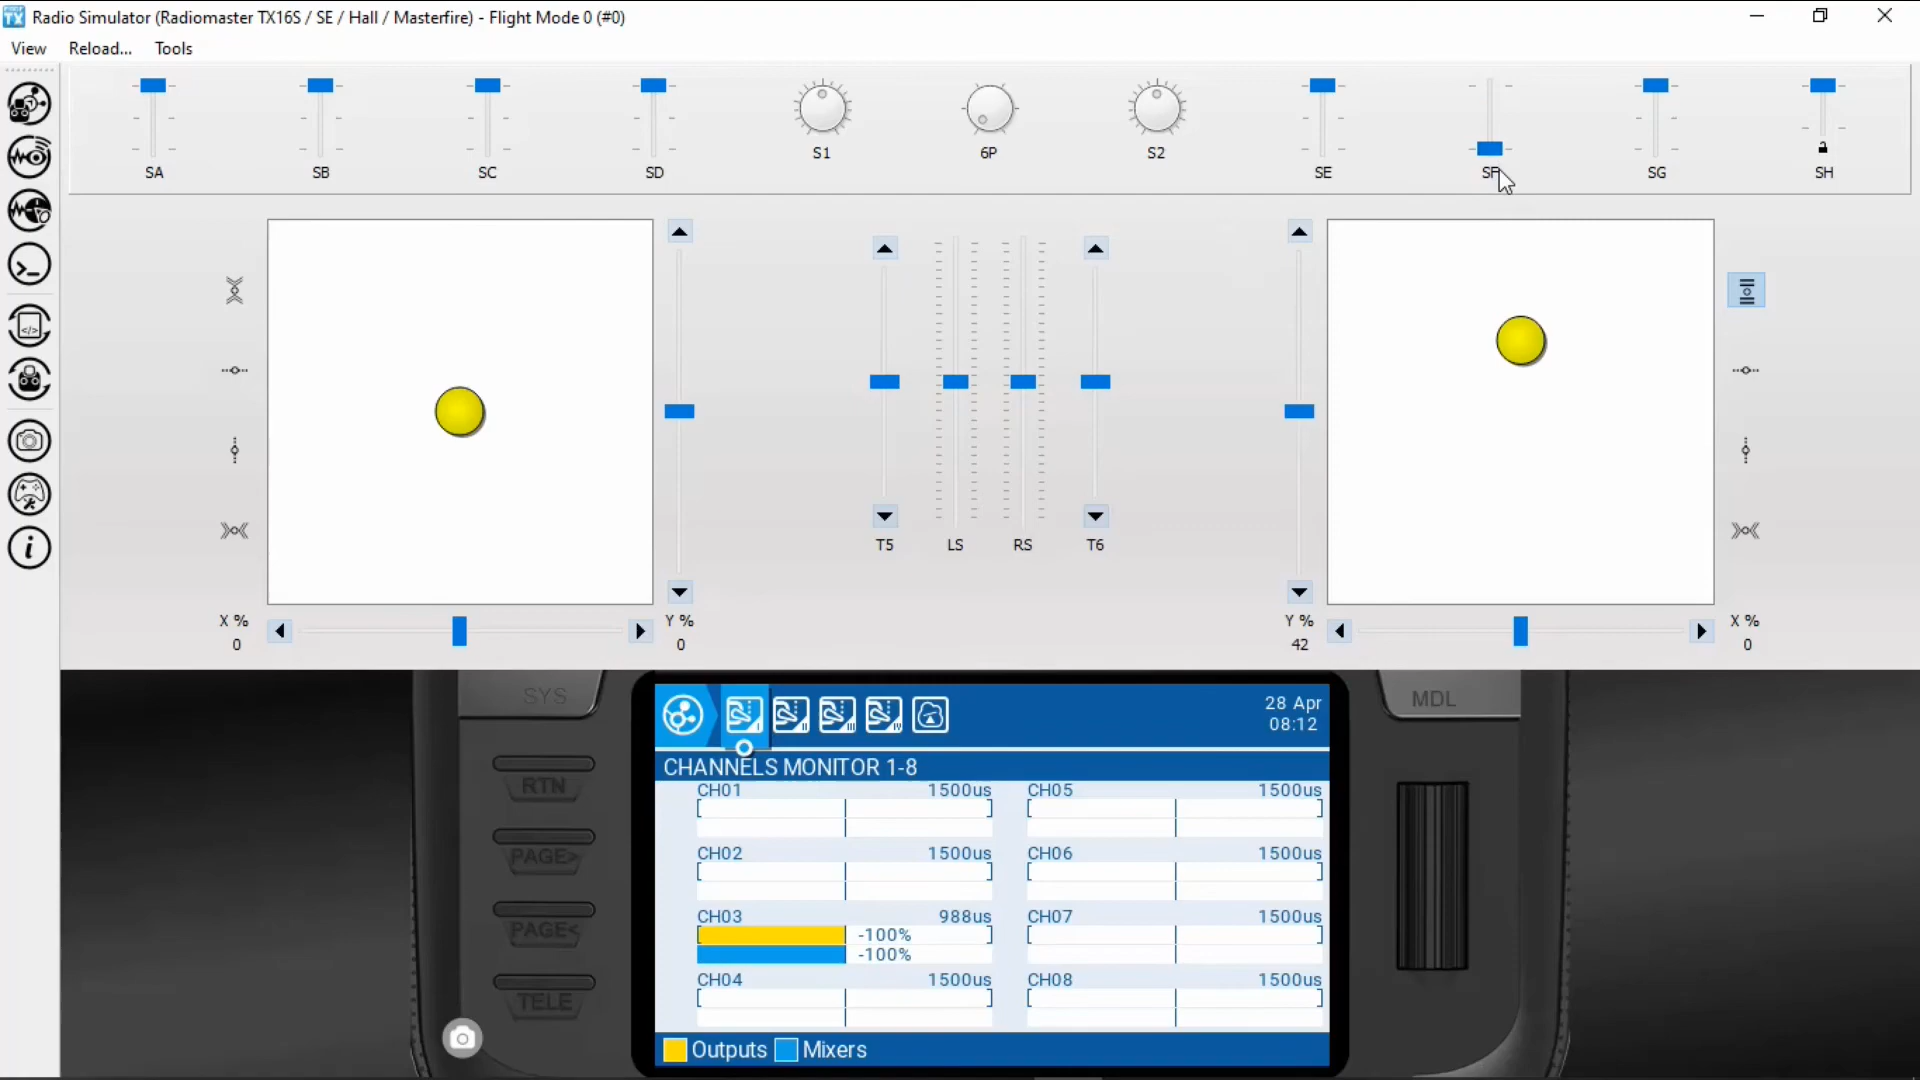 Radio Simulator (Radiomaster TX16S / SE / Hall / Masterfire) - Flight Mode 0 (#0)
View Reload... Tools
SA SB SC SD S1 6P S2 SE SF SG SH
T5 LS RS T6
X % Y % Y % X %
0 0 42 0
SYS MDL
28 Apr
08:12
CHANNELS MONITOR 1-8
CH01 1500us CH05 1500us
RTN
CH02 1500us CH06 1500us
PAGE>
CH03 988us CH07 1500us
-100%
PAGE<
-100%
CH04 1500us CH08 1500us
TELE
Outputs Mixers